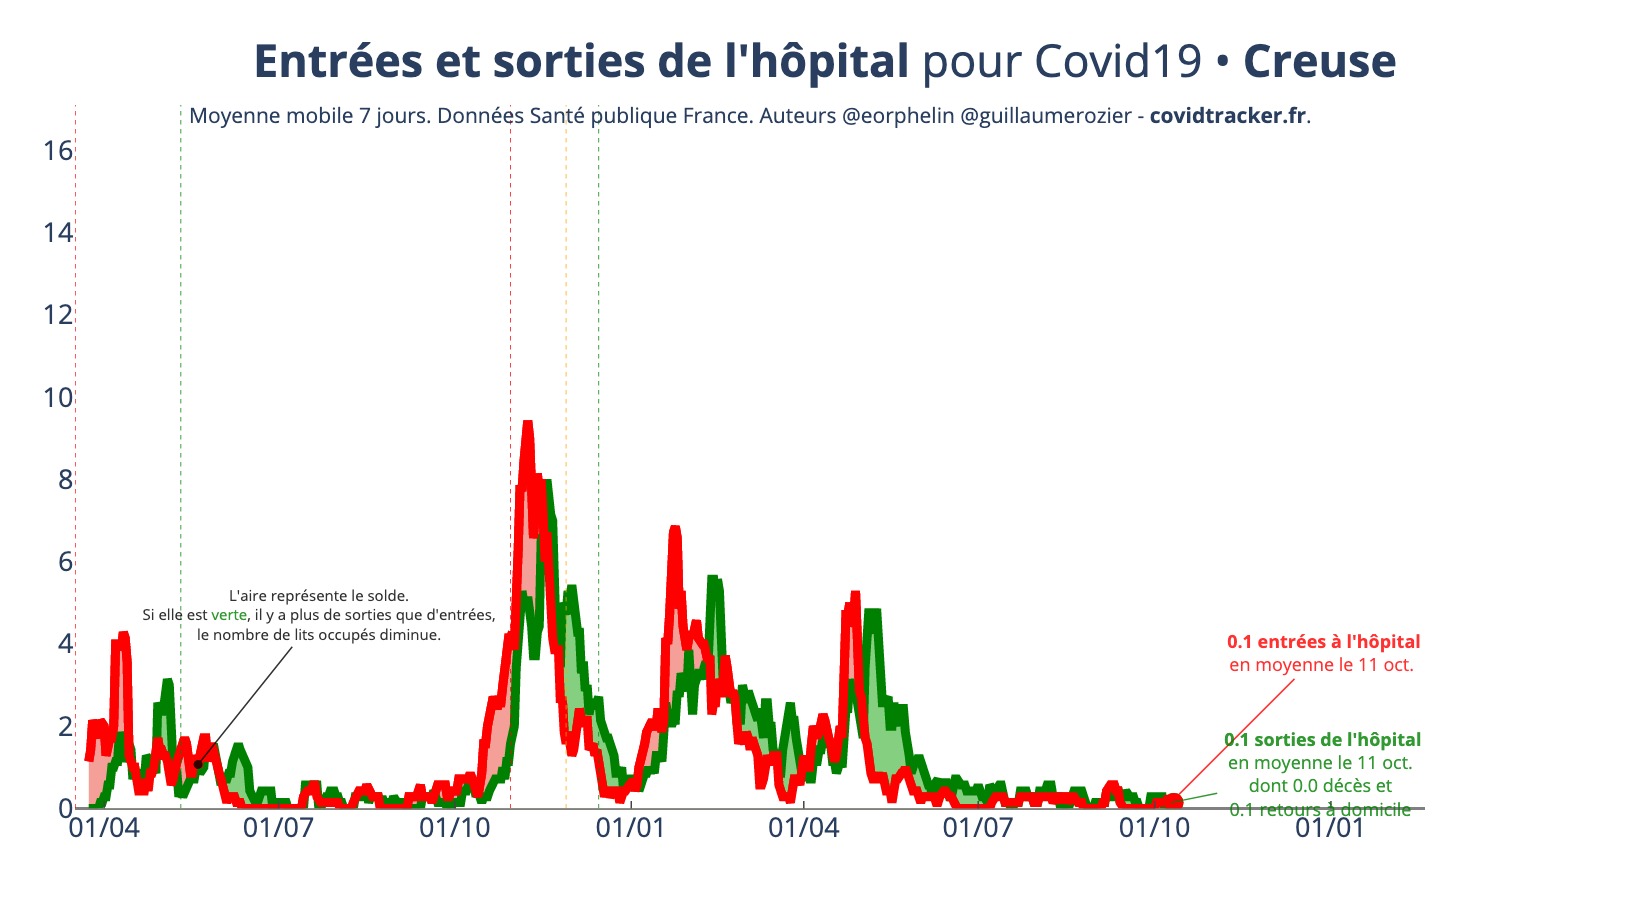 Entrées et sorties de l'hôpital pour Covid19 • Creuse
Moyenne mobile 7 jours. Données Santé publique France. Auteurs @eorphelin @guillaumerozier - covidtracker.fr.
16
14
12
10
8
6
4
2
0
L'aire représente le solde.
Si elle est verte, il y a plus de sorties que d'entrées,
le nombre de lits occupés diminue.
0.1 entrées à l'hôpital
en moyenne le 11 oct.
0.1 sorties de l'hôpital
en moyenne le 11 oct.
dont 0.0 décès et
0.1 retours à domicile
01/04 01/07 01/10 01/01 01/04 01/07 01/10 01/01